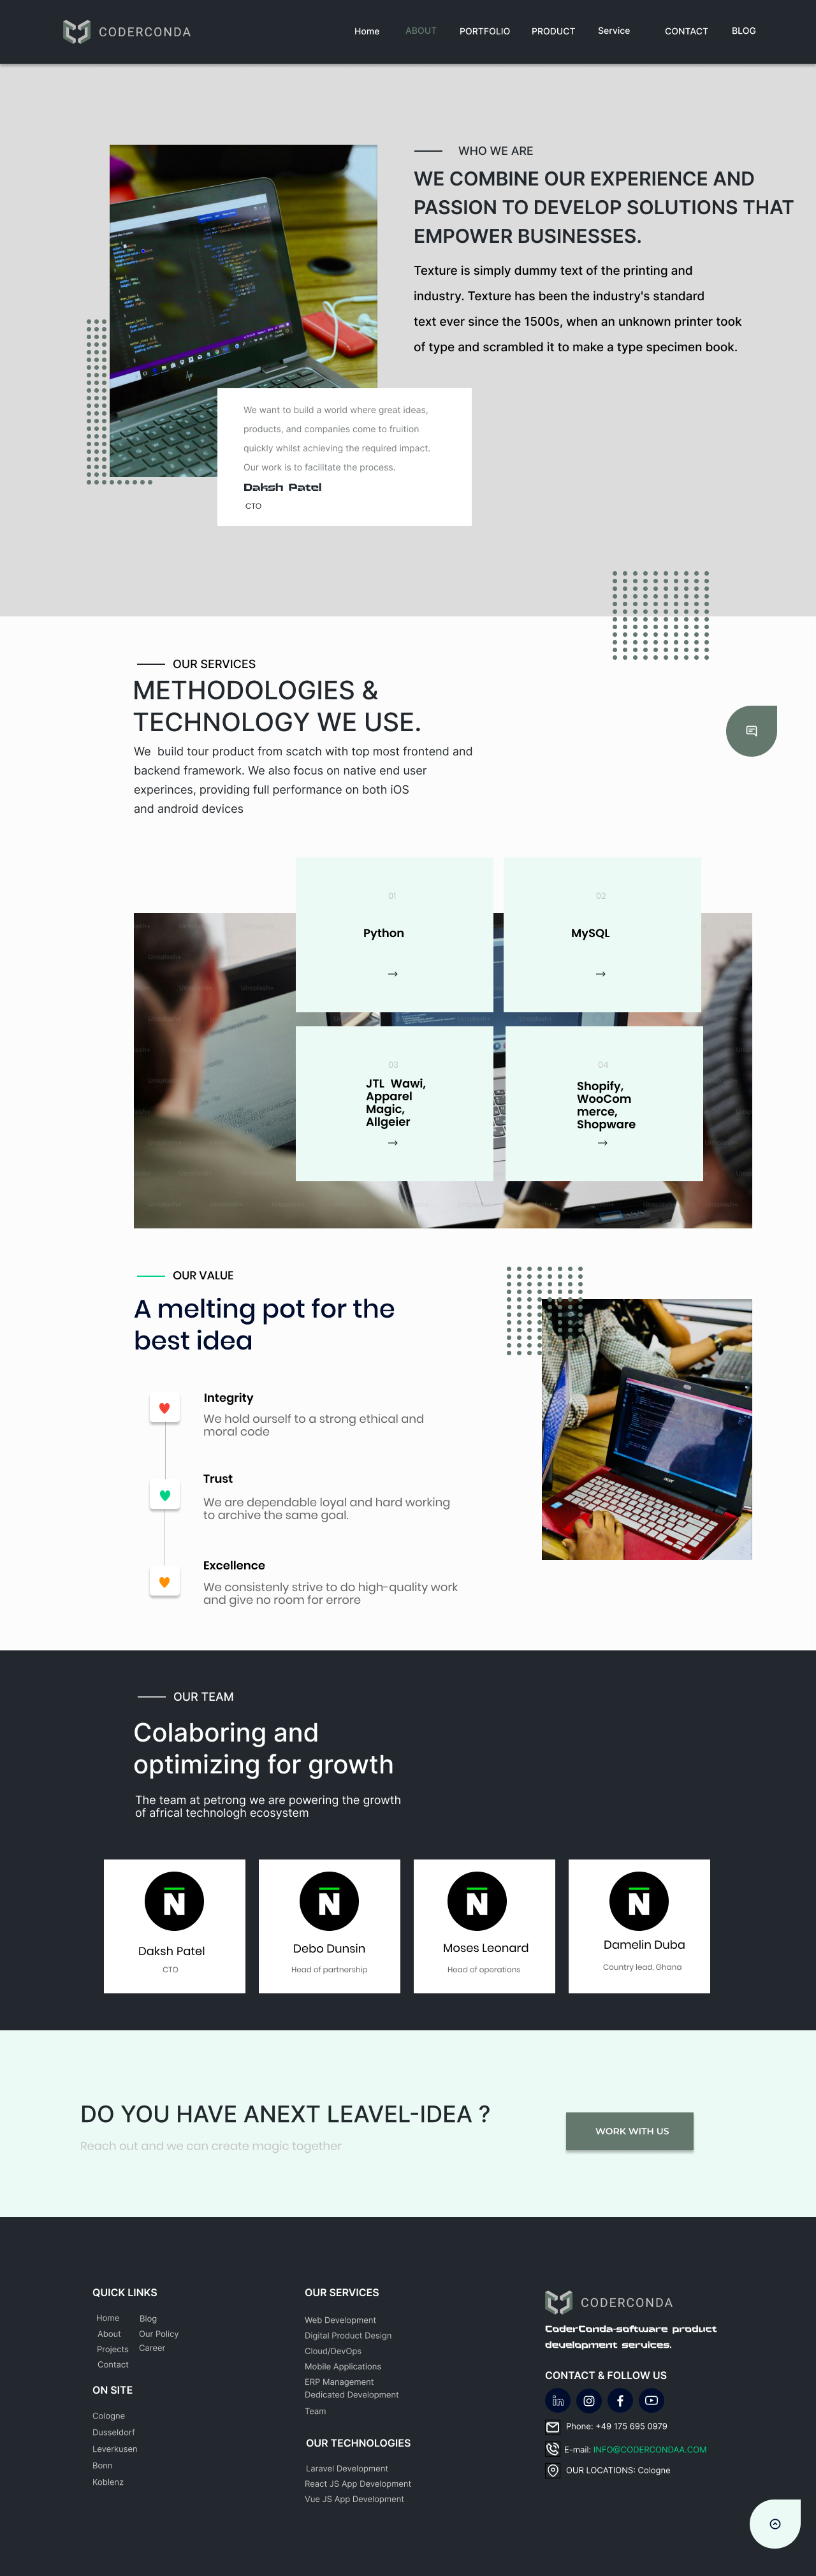 CODERCONDA
Home ABOUT PORTFOLIO PRODUCT Service CONTACT BLOG
WHO WE ARE
WE COMBINE OUR EXPERIENCE AND
PASSION TO DEVELOP SOLUTIONS THAT
EMPOWER BUSINESSES.
Texture is simply dummy text of the printing and
industry. Texture has been the industry's standard
text ever since the 1500s, when an unknown printer took
of type and scrambled it to make a type specimen book.
We want to build a world where great ideas,
products, and companies come to fruition
quickly whilst achieving the required impact.
Our work is to facilitate the process.
Daksh Patel
CTO
OUR SERVICES
METHODOLOGIES &
TECHNOLOGY WE USE.
We build tour product from scatch with top most frontend and
backend framework. We also focus on native end user
experinces, providing full performance on both iOS
and android devices
01
Python
02
MySQL
03
JTL Wawi,
Apparel
Magic,
Allgeier
04
Shopify,
WooCom
merce,
Shopware
OUR VALUE
A melting pot for the
best idea
Integrity
We hold ourself to a strong ethical and
moral code
Trust
We are dependable loyal and hard working
to archive the same goal.
Excellence
We consistenly strive to do high-quality work
and give no room for errore
acer
OUR TEAM
Colaboring and
optimizing for growth
The team at petrong we are powering the growth
of africal technologh ecosystem
N
Daksh Patel
CTO
N
Debo Dunsin
Head of partnership
N
Moses Leonard
Head of operations
N
Damelin Duba
Country lead, Ghana
DO YOU HAVE ANEXT LEAVEL-IDEA ?
Reach out and we can create magic together
WORK WITH US
QUICK LINKS
Home Blog
About Our Policy
Projects Career
Contact
ON SITE
Cologne
Dusseldorf
Leverkusen
Bonn
Koblenz
OUR SERVICES
Web Development
Digital Product Design
Cloud/DevOps
Mobile Applications
ERP Management
Dedicated Development
Team
OUR TECHNOLOGIES
Laravel Development
React JS App Development
Vue JS App Development
CODERCONDA
CoderConda-software product
development services.
CONTACT & FOLLOW US
Phone: +49 175 695 0979
E-mail: INFO@CODERCONDAA.COM
OUR LOCATIONS: Cologne